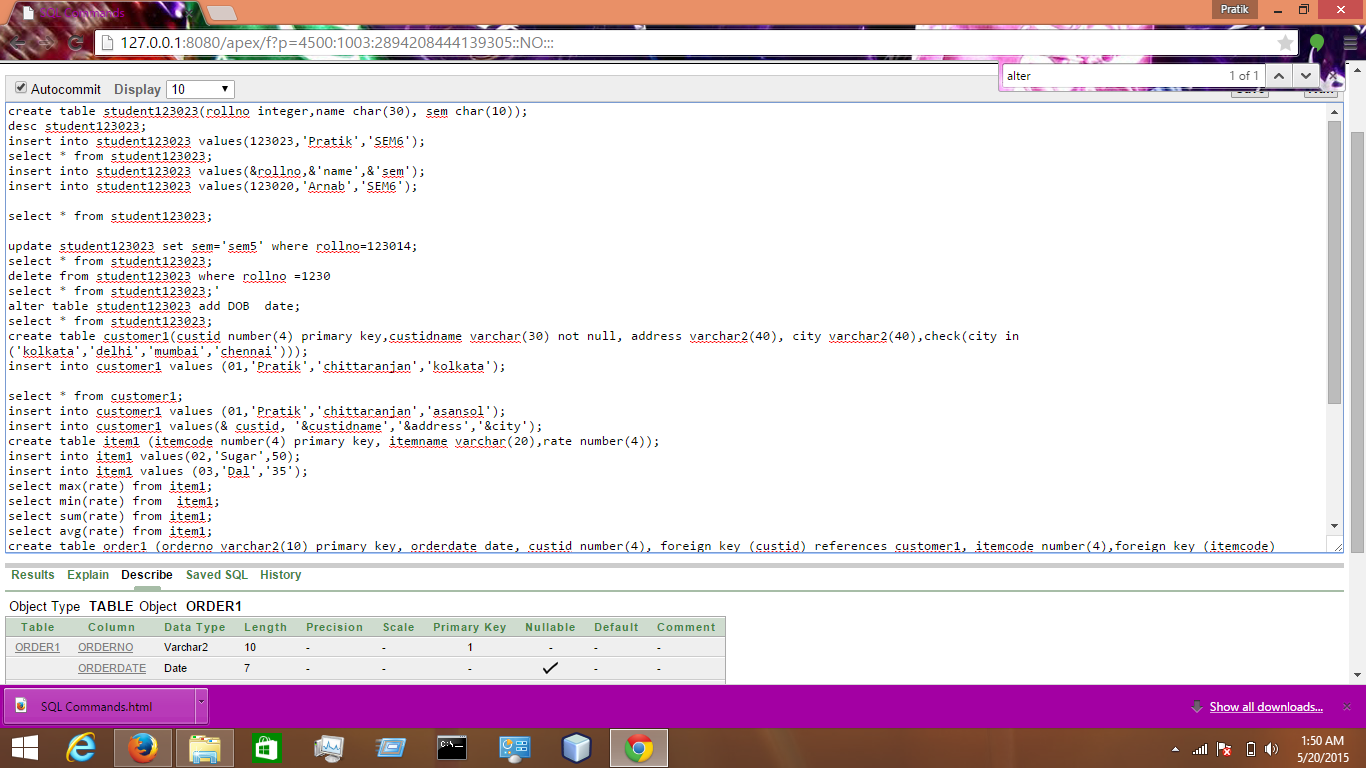 SQL Commands
Pratik
127.0.0.1:8080/apex/f?p=4500:1003:2894208444139305::NO:::
alter 1 of 1
Autocommit Display 10
create table student123023(rollno integer,name char(30), sem char(10));
desc student123023;
insert into student123023 values(123023,'Pratik','SEM6');
select * from student123023;
insert into student123023 values(&rollno,&'name',&'sem');
insert into student123023 values(123020,'Arnab','SEM6');
select * from student123023;
update student123023 set sem='sem5' where rollno=123014;
select * from student123023;
delete from student123023 where rollno =1230
select * from student123023;'
alter table student123023 add DOB  date;
select * from student123023;
create table customer1(custid number(4) primary key,custidname varchar(30) not null, address varchar2(40), city varchar2(40),check(city in
('kolkata','delhi','mumbai','chennai')));
insert into customer1 values (01,'Pratik','chittaranjan','kolkata');
select * from customer1;
insert into customer1 values (01,'Pratik','chittaranjan','asansol');
insert into customer1 values(& custid, '&custidname','&address','&city');
create table item1 (itemcode number(4) primary key, itemname varchar(20),rate number(4));
insert into item1 values(02,'Sugar',50);
insert into item1 values (03,'Dal','35');
select max(rate) from item1;
select min(rate) from  item1;
select sum(rate) from item1;
select avg(rate) from item1;
create table order1 (orderno varchar2(10) primary key, orderdate date, custid number(4), foreign key (custid) references customer1, itemcode number(4),foreign key (itemcode)
Results Explain Describe Saved SQL History
Object Type TABLE Object ORDER1
Table Column Data Type Length Precision Scale Primary Key Nullable Default Comment
ORDER1 ORDERNO Varchar2 10 - - 1 - - -
ORDERDATE Date 7 - - - - -
SQL Commands.html
Show all downloads...
1:50 AM
5/20/2015